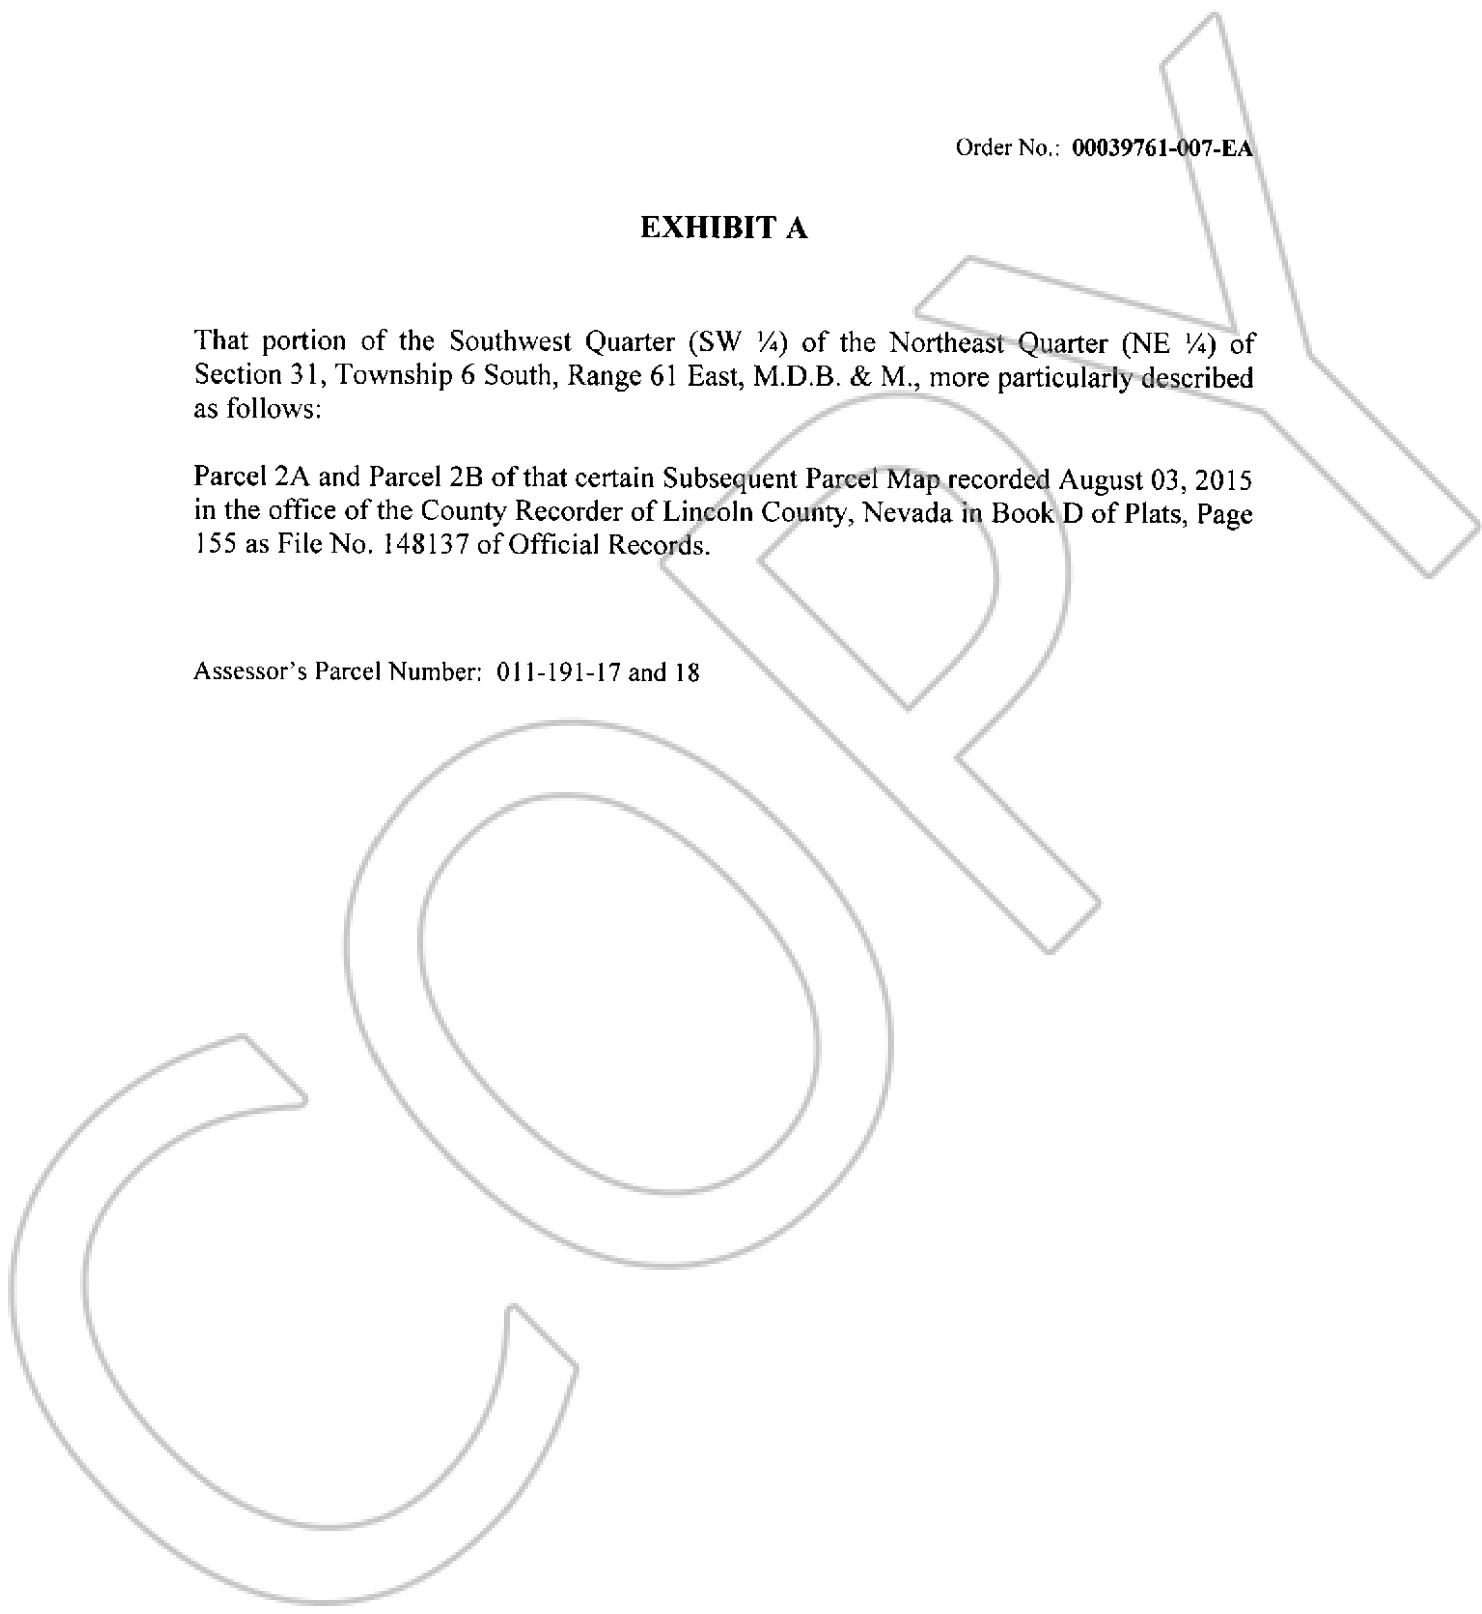 Order No.: 00039761-007-EA
EXHIBIT A
That portion of the Southwest Quarter (SW ¼) of the Northeast Quarter (NE ¼) of
Section 31, Township 6 South, Range 61 East, M.D.B. & M., more particularly described
as follows:
Parcel 2A and Parcel 2B of that certain Subsequent Parcel Map recorded August 03, 2015
in the office of the County Recorder of Lincoln County, Nevada in Book D of Plats, Page
155 as File No. 148137 of Official Records.
Assessor's Parcel Number: 011-191-17 and 18
COPY